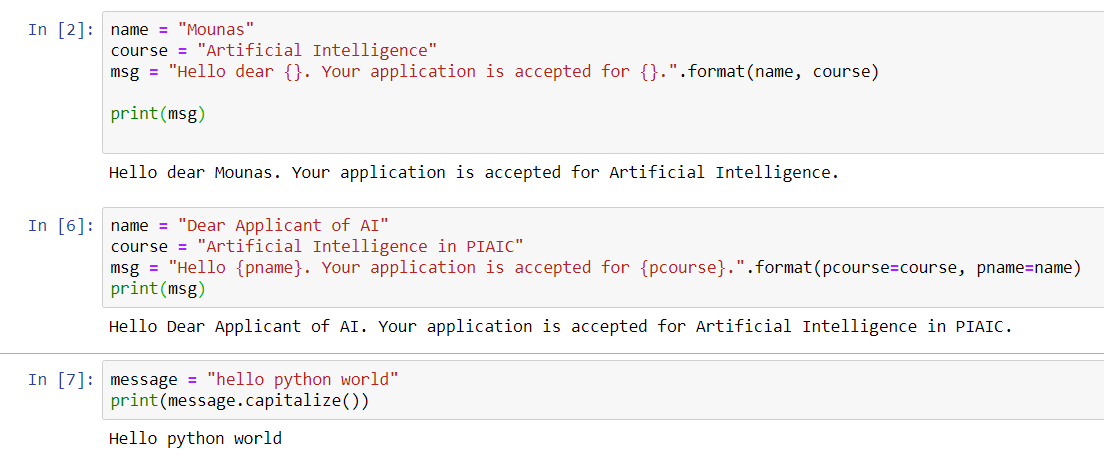 In [2]: name = "Mounas"
course = "Artificial Intelligence"
msg = "Hello dear {}. Your application is accepted for {}.".format(name, course)
print(msg)
Hello dear Mounas. Your application is accepted for Artificial Intelligence.
In [6]: name = "Dear Applicant of AI"
course = "Artificial Intelligence in PIAIC"
msg = "Hello {pname}. Your application is accepted for {pcourse}.".format(pcourse=course, pname=name)
print(msg)
Hello Dear Applicant of AI. Your application is accepted for Artificial Intelligence in PIAIC.
In [7]: message = "hello python world"
print(message.capitalize())
Hello python world